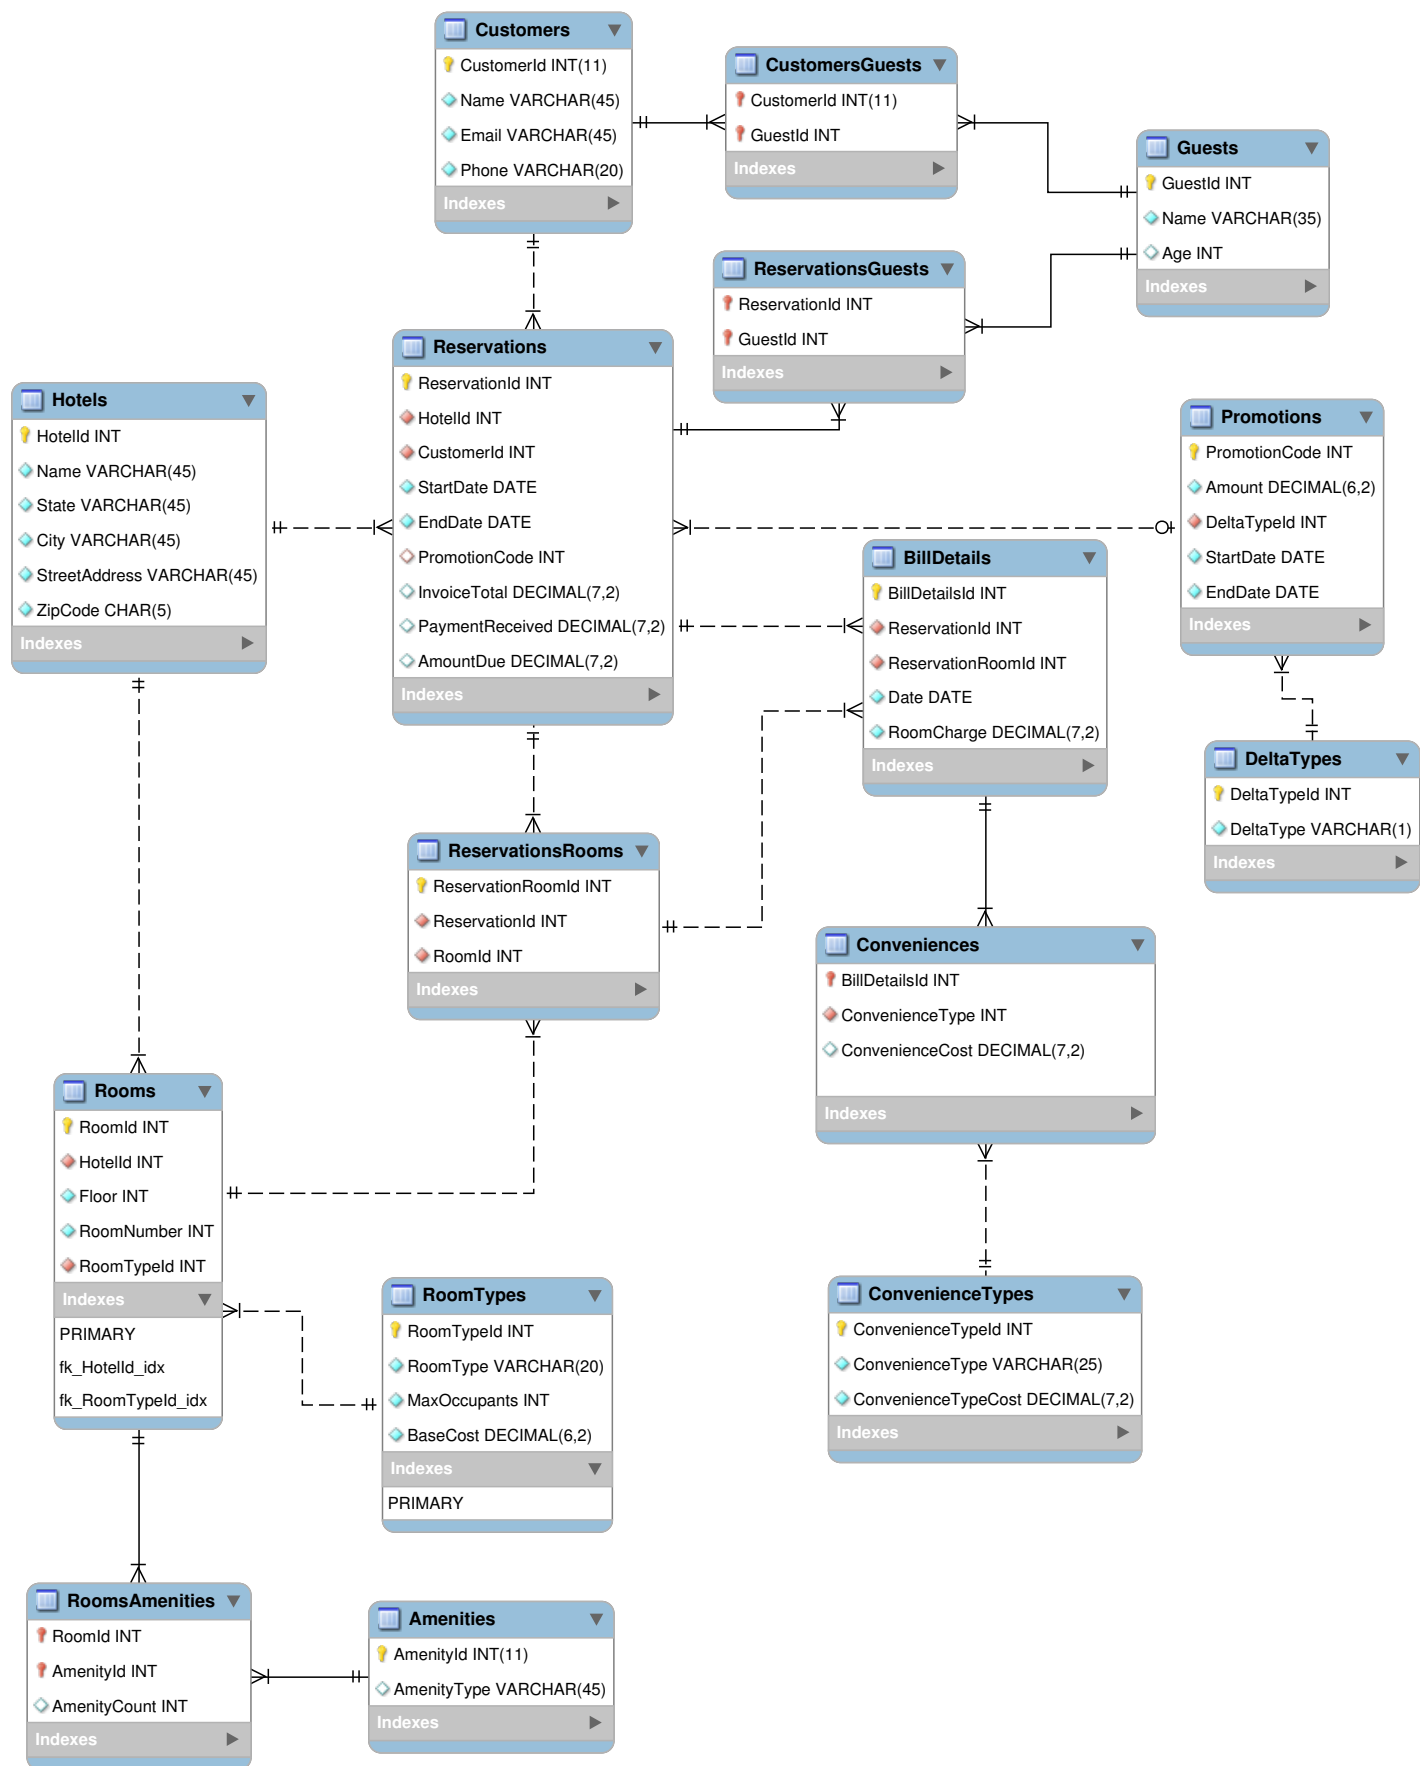 Customers
CustomerId INT(11)
Name VARCHAR(45)
Email VARCHAR(45)
Phone VARCHAR(20)
Indexes
CustomersGuests
CustomerId INT(11)
GuestId INT
Indexes
Guests
GuestId INT
Name VARCHAR(35)
Age INT
Indexes
ReservationsGuests
ReservationId INT
GuestId INT
Indexes
Reservations
ReservationId INT
HotelId INT
CustomerId INT
StartDate DATE
EndDate DATE
PromotionCode INT
InvoiceTotal DECIMAL(7,2)
PaymentReceived DECIMAL(7,2)
AmountDue DECIMAL(7,2)
Indexes
Hotels
HotelId INT
Name VARCHAR(45)
State VARCHAR(45)
City VARCHAR(45)
StreetAddress VARCHAR(45)
ZipCode CHAR(5)
Indexes
Promotions
PromotionCode INT
Amount DECIMAL(6,2)
DeltaTypeId INT
StartDate DATE
EndDate DATE
Indexes
BillDetails
BillDetailsId INT
ReservationId INT
ReservationRoomId INT
Date DATE
RoomCharge DECIMAL(7,2)
Indexes
DeltaTypes
DeltaTypeId INT
DeltaType VARCHAR(1)
Indexes
ReservationsRooms
ReservationRoomId INT
ReservationId INT
RoomId INT
Indexes
Conveniences
BillDetailsId INT
ConvenienceType INT
ConvenienceCost DECIMAL(7,2)
Indexes
Rooms
RoomId INT
HotelId INT
Floor INT
RoomNumber INT
RoomTypeId INT
Indexes
PRIMARY
fk_HotelId_idx
fk_RoomTypeId_idx
RoomTypes
RoomTypeId INT
RoomType VARCHAR(20)
MaxOccupants INT
BaseCost DECIMAL(6,2)
Indexes
PRIMARY
ConvenienceTypes
ConvenienceTypeId INT
ConvenienceType VARCHAR(25)
ConvenienceTypeCost DECIMAL(7,2)
Indexes
RoomsAmenities
RoomId INT
AmenityId INT
AmenityCount INT
Indexes
Amenities
AmenityId INT(11)
AmenityType VARCHAR(45)
Indexes